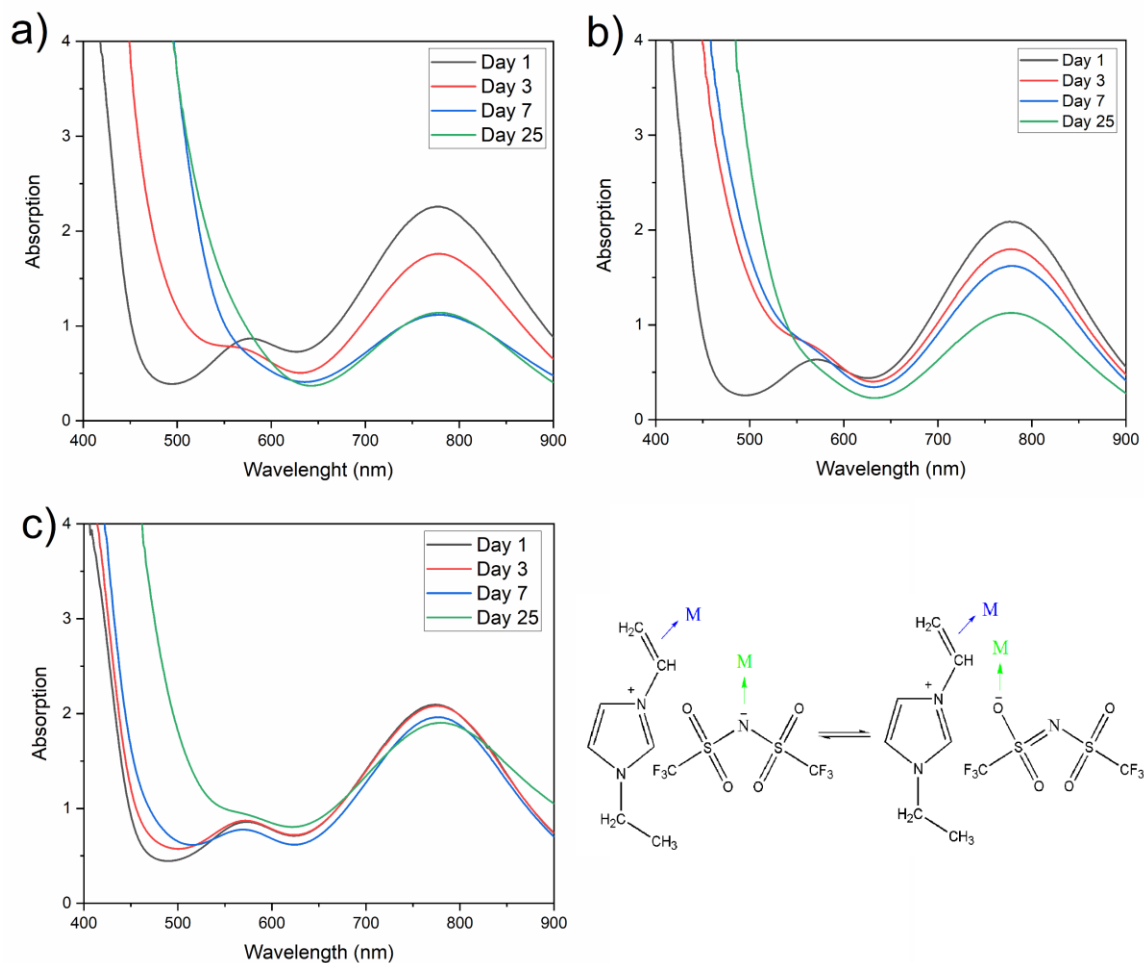 a)
4
3
2
1
0
Absorption
400 500 600 700 800 900
Wavelenght (nm)
Day 1
Day 3
Day 7
Day 25
b)
4
3
2
1
0
Absorption
400 500 600 700 800 900
Wavelength (nm)
Day 1
Day 3
Day 7
Day 25
c)
4
3
2
1
0
Absorption
400 500 600 700 800 900
Wavelength (nm)
Day 1
Day 3
Day 7
Day 25
M
H₂C
CH
M
+
N
−
N
O
O
S
S
F₃C
O
O
CF₃
N
H₂C
CH₃
M
H₂C
M
CH
+
N
−
O
O
S
N
S
F₃C
O
O
CF₃
N
H₂C
CH₃